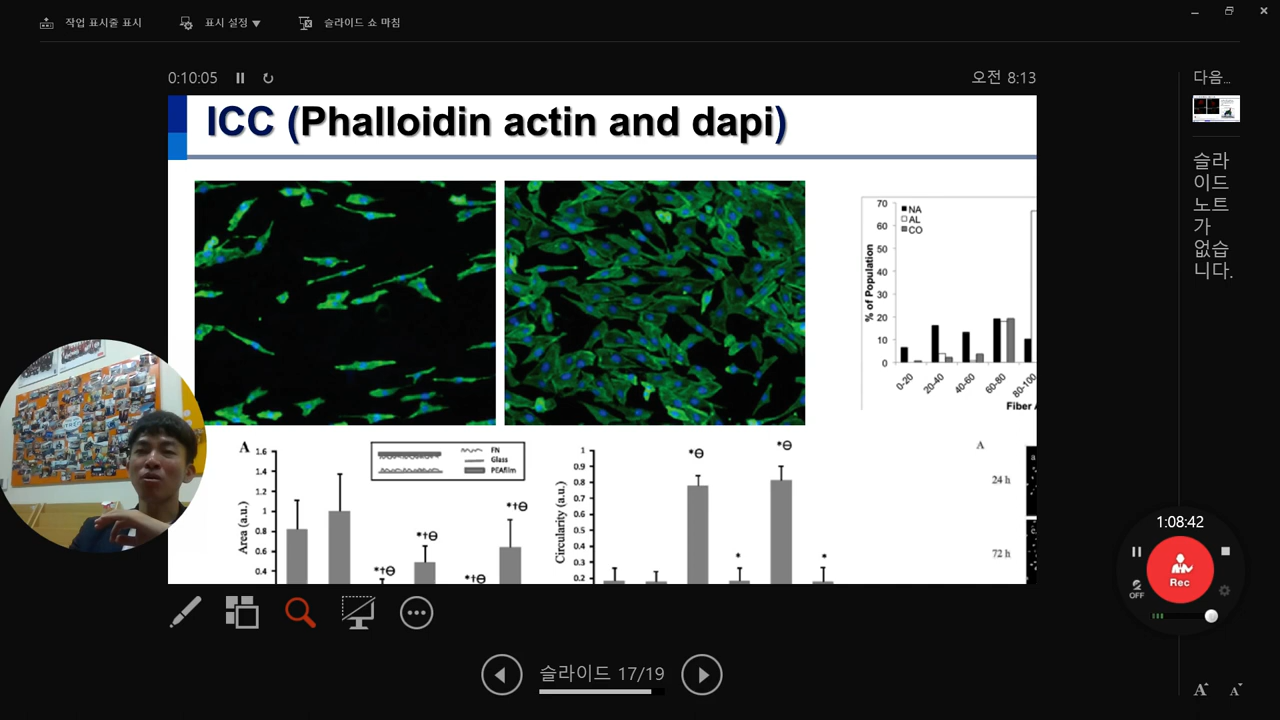 작업 표시줄 표시
표시 설정 ▼
슬라이드 쇼 마침
0:10:05
오전 8:13
다음...
ICC (Phalloidin actin and dapi)
슬라
이드
노트
가
없습
니다.
70
60
50
40
30
20
10
0
% of Population
NA
AL
CO
0-20
20-40
40-60
60-80
80-100
Fiber A
A
1.6
1.4
1.2
1
0.8
0.6
0.4
Area (a.u.)
FN
Glass
PEAfilm
*†Ө
*†Ө
*†Ө
*†Ө
1
0.9
0.8
0.7
0.6
0.5
0.4
0.3
0.2
Circularity (a.u.)
*Ө
*
*Ө
*
A
24 h
72 h
1:08:42
Rec
OFF
슬라이드 17/19
A A